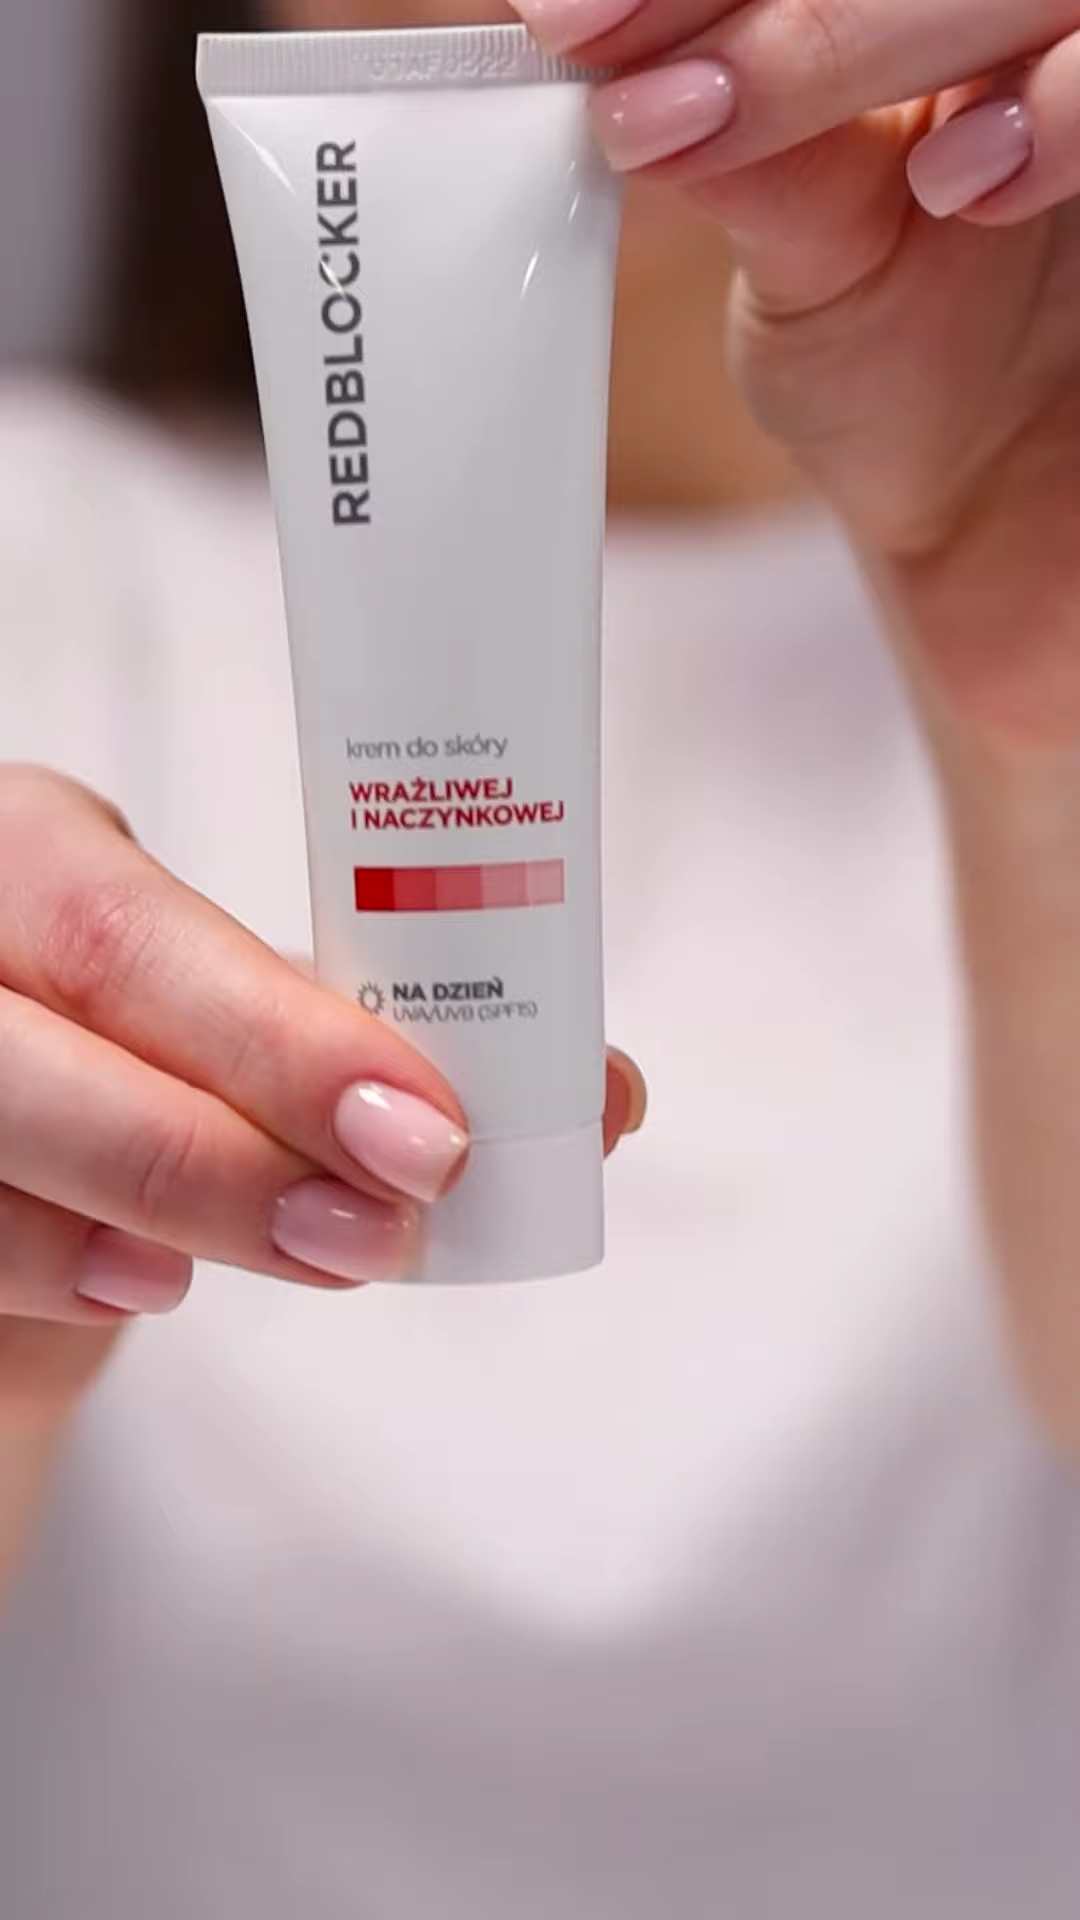 REDBLOCKER
krem do skóry
WRAŻLIWEJ
I NACZYNKOWEJ
NA DZIEŃ
UVA/UVB (SPF15)